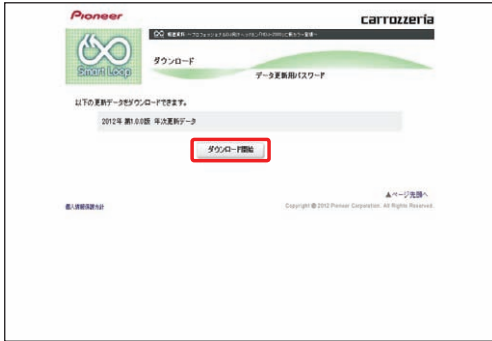 Pioneer
carrozzeria
Smart Loop
ダウンロード
データ更新用パスワード
以下の更新データをダウンロードできます。
2012年 第1.0.0版 年次更新データ
ダウンロード開始
▲ページ先頭へ
個人情報保護方針
Copyright © 2012 Pioneer Corporation. All Rights Reserved.